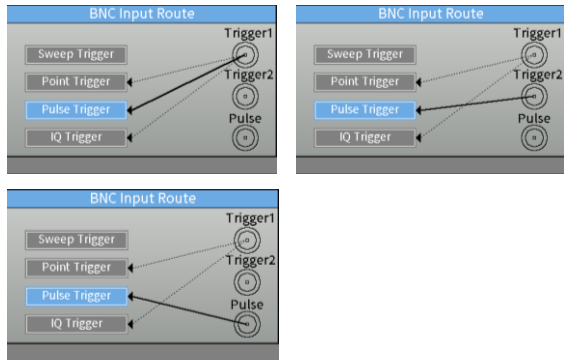 BNC Input Route
Trigger1
Sweep Trigger
Trigger2
Point Trigger
Pulse Trigger
Pulse
IQ Trigger
BNC Input Route
Trigger1
Sweep Trigger
Trigger2
Point Trigger
Pulse Trigger
Pulse
IQ Trigger
BNC Input Route
Trigger1
Sweep Trigger
Trigger2
Point Trigger
Pulse Trigger
Pulse
IQ Trigger